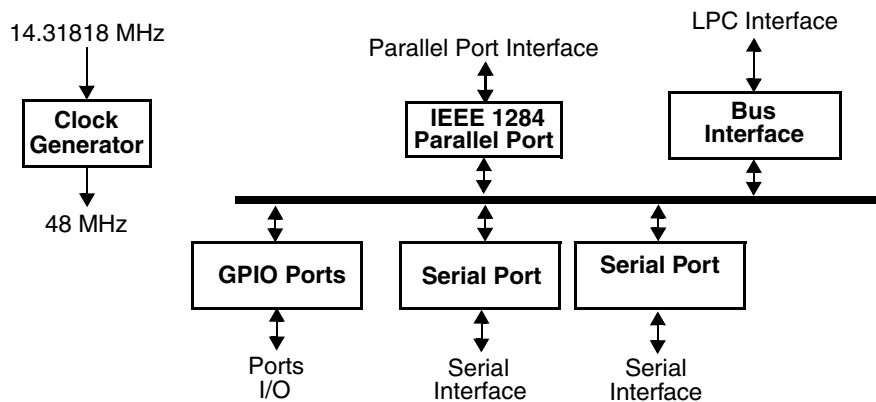 14.31818 MHz
Clock
Generator
48 MHz
Parallel Port Interface
IEEE 1284
Parallel Port
LPC Interface
Bus
Interface
GPIO Ports
Serial Port
Serial Port
Ports
I/O
Serial
Interface
Serial
Interface